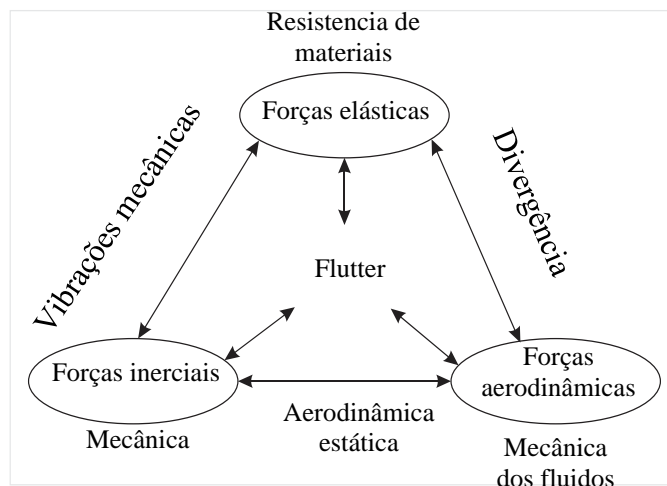 Resistencia de
materiais
Forças elásticas
Vibrações mecânicas
Divergência
Flutter
Forças inerciais
Forças
aerodinâmicas
Mecânica
Aerodinâmica
estática
Mecânica
dos fluidos